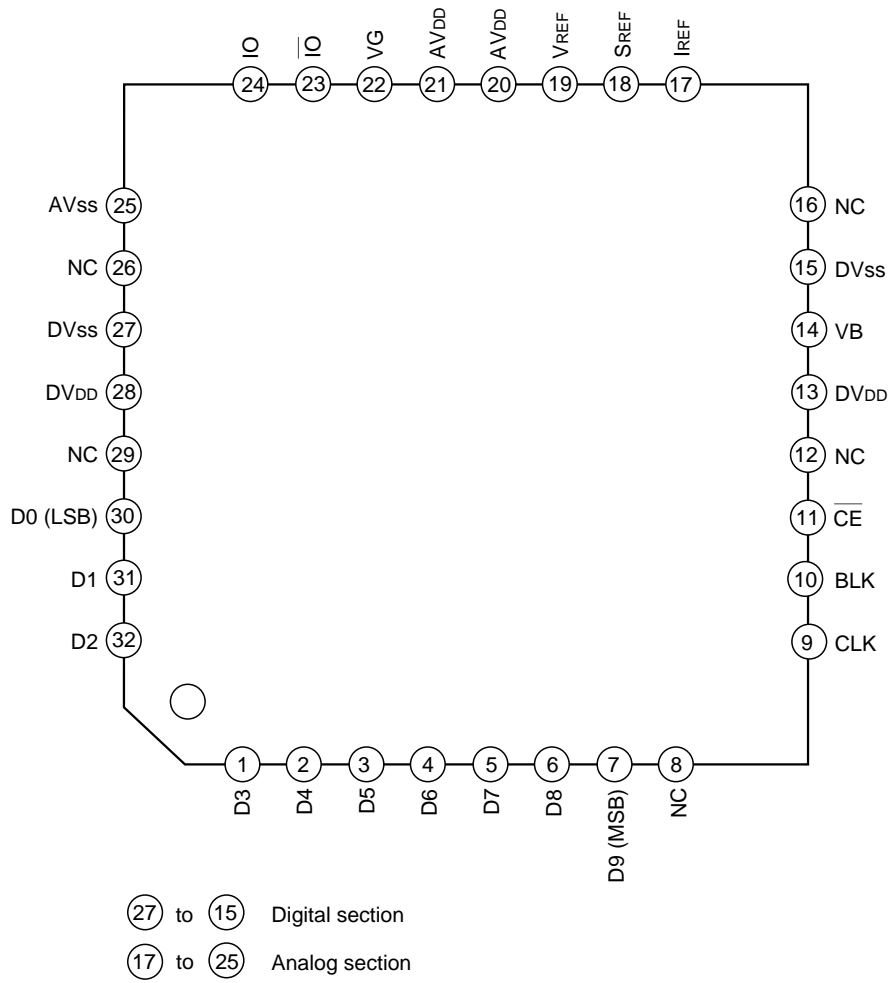 IO
IO
VG
AVDD
AVDD
VREF
SREF
IREF
24
23
22
21
20
19
18
17
AVss 25
16 NC
NC 26
15 DVss
DVss 27
14 VB
DVDD 28
13 DVDD
NC 29
12 NC
D0 (LSB) 30
11 CE
D1 31
10 BLK
D2 32
9 CLK
1
2
3
4
5
6
7
8
D3
D4
D5
D6
D7
D8
D9 (MSB)
NC
27 to 15 Digital section
17 to 25 Analog section